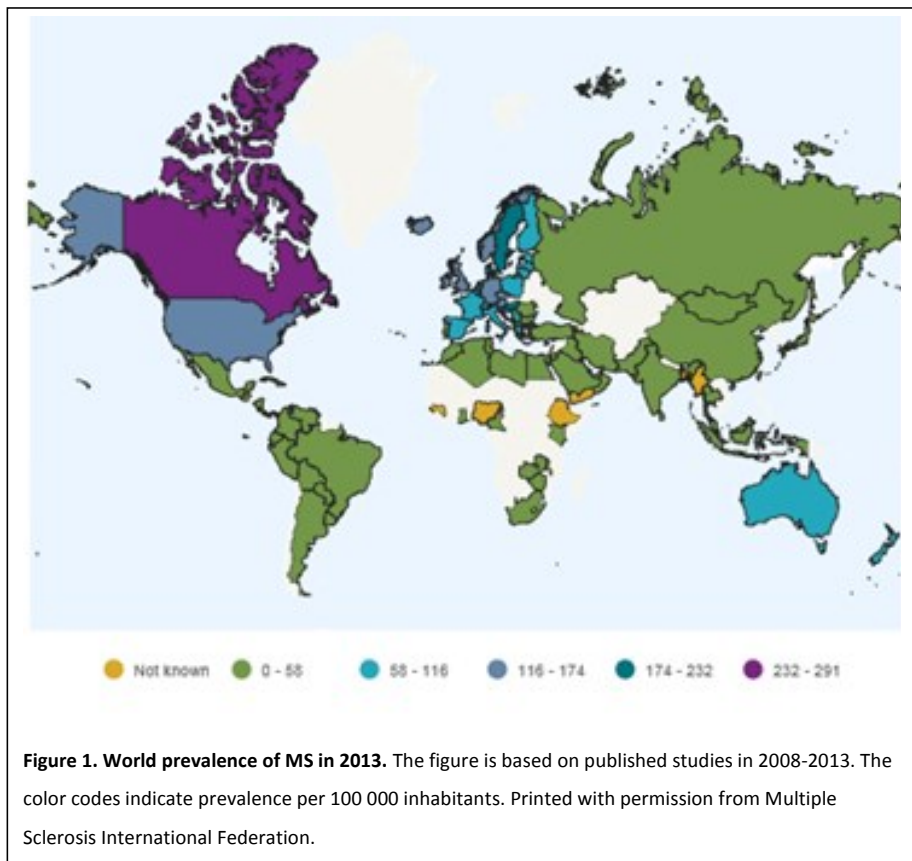 Not known 0 - 58 58 - 116 116 - 174 174 - 232 232 - 291
Figure 1. World prevalence of MS in 2013. The figure is based on published studies in 2008-2013. The
color codes indicate prevalence per 100 000 inhabitants. Printed with permission from Multiple
Sclerosis International Federation.